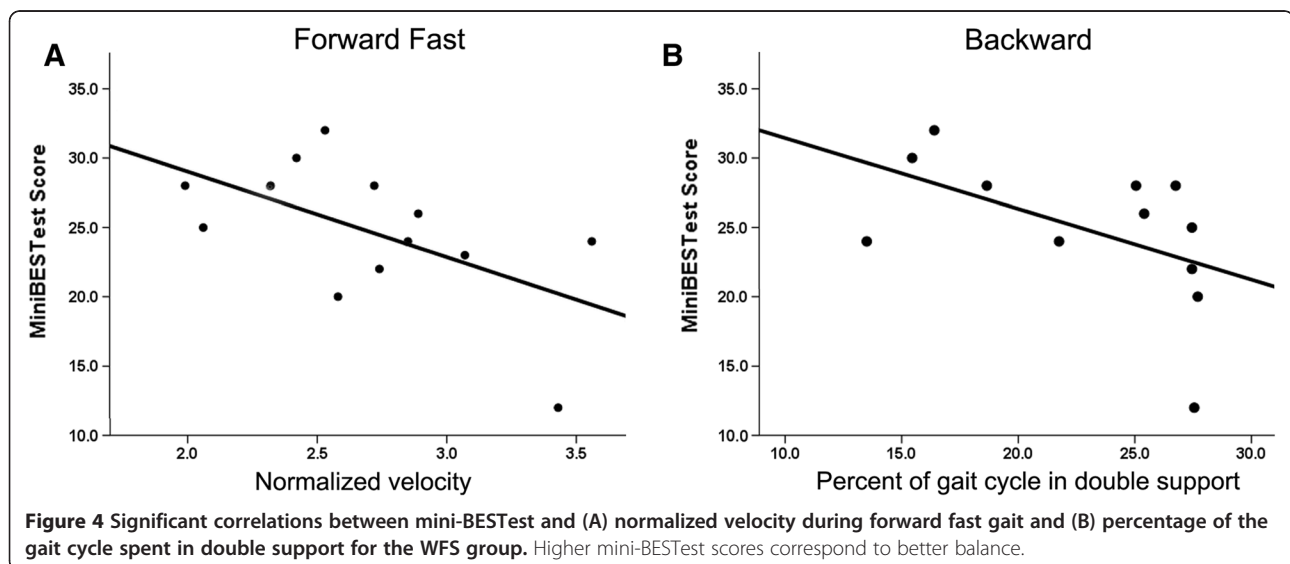 A
Forward Fast
MiniBESTest Score
35.0
30.0
25.0
20.0
15.0
10.0
2.0 2.5 3.0 3.5
Normalized velocity
B
Backward
MiniBESTest Score
35.0
30.0
25.0
20.0
15.0
10.0
10.0 15.0 20.0 25.0 30.0
Percent of gait cycle in double support
Figure 4 Significant correlations between mini-BESTest and (A) normalized velocity during forward fast gait and (B) percentage of the
gait cycle spent in double support for the WFS group. Higher mini-BESTest scores correspond to better balance.